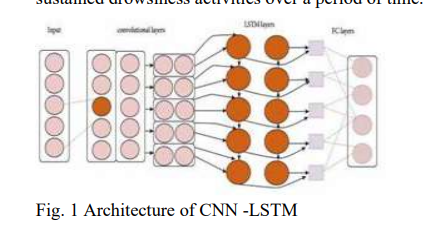 sustained drowsiness activities over a period of time.
Input
convolutional layers
LSTM layers
FC layers
Fig. 1 Architecture of CNN -LSTM